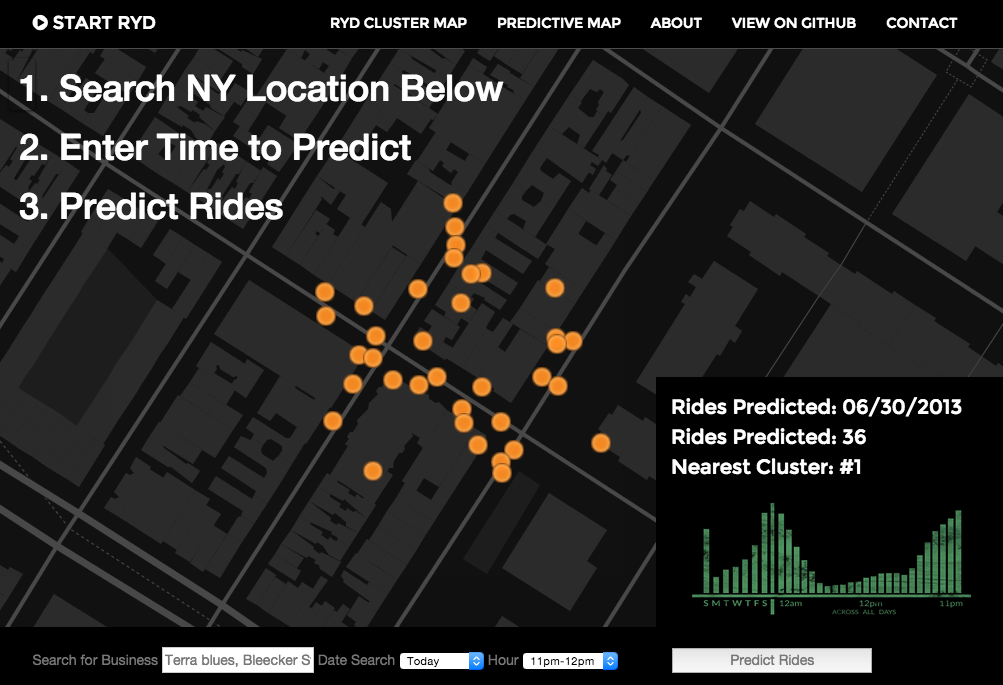 START RYD
RYD CLUSTER MAP PREDICTIVE MAP ABOUT VIEW ON GITHUB CONTACT
1. Search NY Location Below
2. Enter Time to Predict
3. Predict Rides
Rides Predicted: 06/30/2013
Rides Predicted: 36
Nearest Cluster: #1
S M T W T F S 12am 12pm 11pm
ACROSS ALL DAYS
Search for Business Terra blues, Bleecker S Date Search Today Hour 11pm-12pm Predict Rides